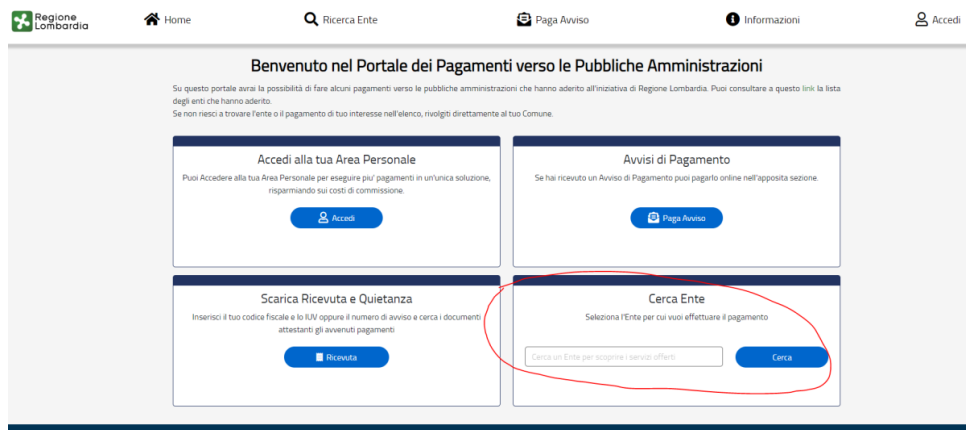 Regione
Lombardia
Home
Ricerca Ente
Paga Avviso
Informazioni
Accedi
Benvenuto nel Portale dei Pagamenti verso le Pubbliche Amministrazioni
Su questo portale avrai la possibilità di fare alcuni pagamenti verso le pubbliche amministrazioni che hanno aderito all'iniziativa di Regione Lombardia. Puoi consultare a questo link la lista
degli enti che hanno aderito.
Se non riesci a trovare l'ente o il pagamento di tuo interesse nell'elenco, rivolgiti direttamente al tuo Comune.
Accedi alla tua Area Personale
Puoi Accedere alla tua Area Personale per eseguire piu' pagamenti in un'unica soluzione,
risparmiando sui costi di commissione.
Accedi
Avvisi di Pagamento
Se hai ricevuto un Avviso di Pagamento puoi pagarlo online nell'apposita sezione.
Paga Avviso
Scarica Ricevuta e Quietanza
Inserisci il tuo codice fiscale e lo IUV oppure il numero di avviso e cerca i documenti
attestanti gli avvenuti pagamenti
Ricevuta
Cerca Ente
Seleziona l'Ente per cui vuoi effettuare il pagamento
Cerca un Ente per scoprire i servizi offerti
Cerca